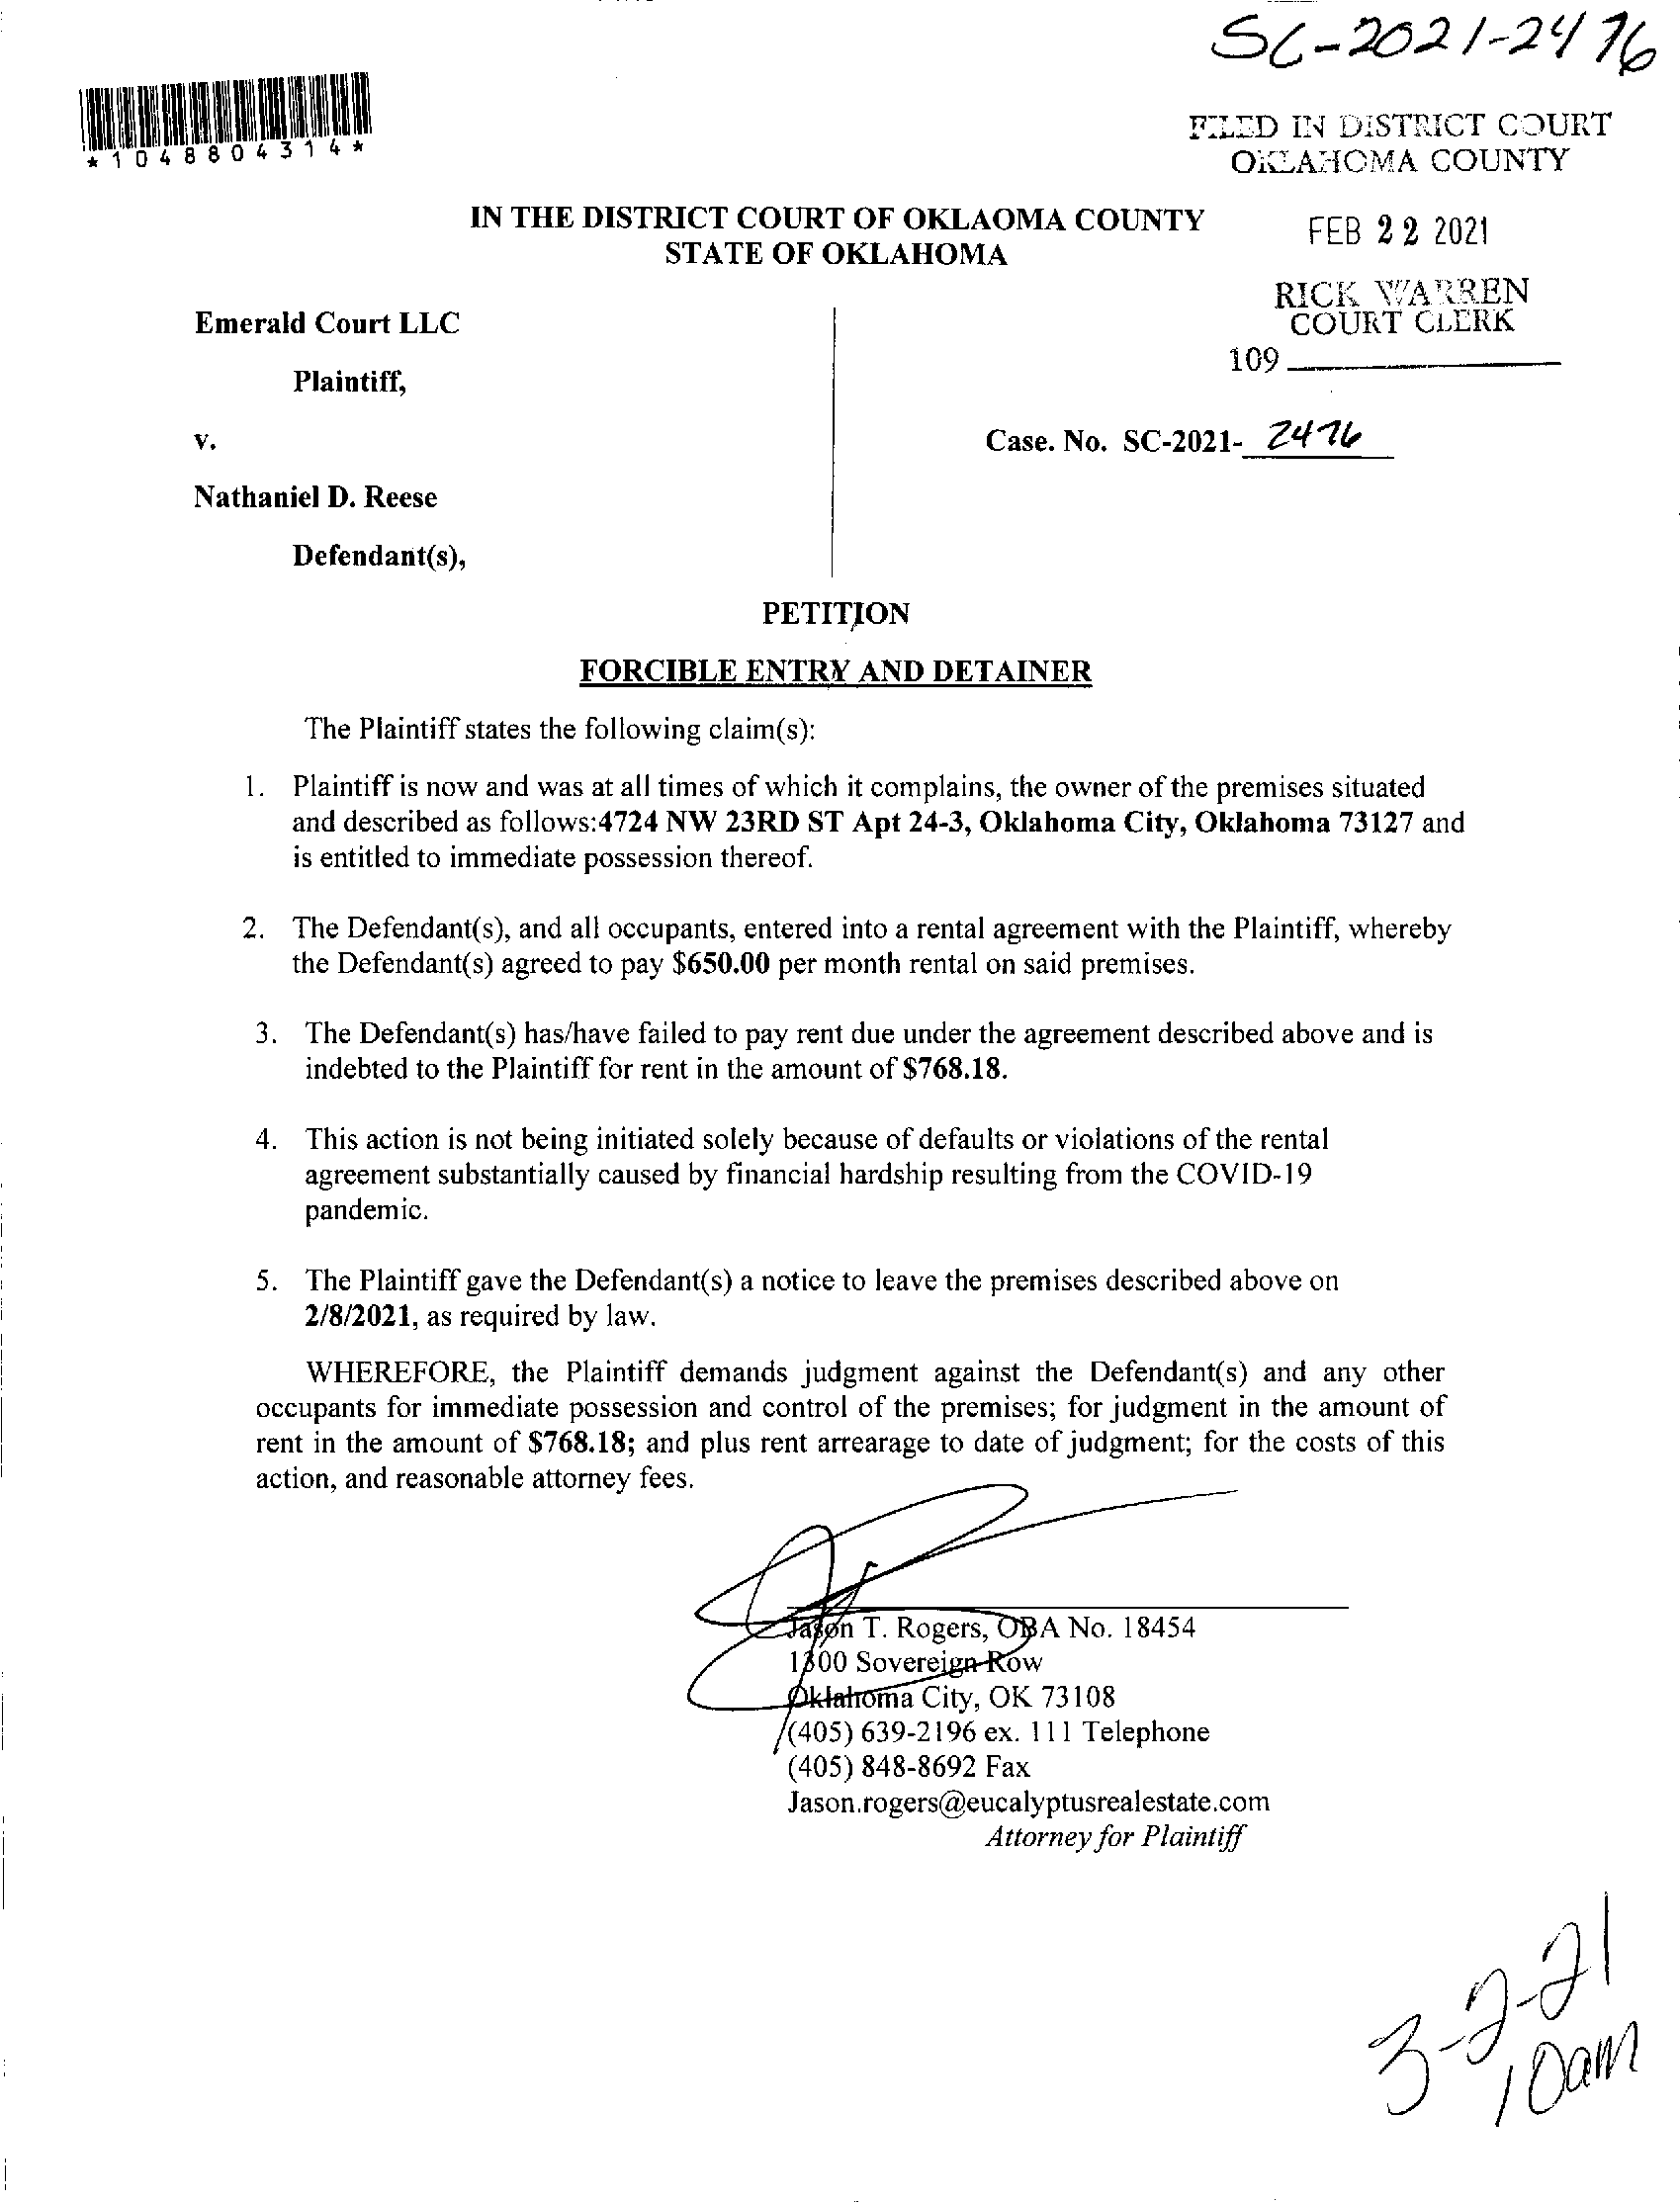 SC-2021-2476
*1048804314*
FILED IN DISTRICT COURT
OKLAHOMA COUNTY
IN THE DISTRICT COURT OF OKLAOMA COUNTY
STATE OF OKLAHOMA
FEB 22 2021
RICK WARREN
COURT CLERK
109
Emerald Court LLC
Plaintiff,
v.
Case. No. SC-2021- 2476
Nathaniel D. Reese
Defendant(s),
PETITION
FORCIBLE ENTRY AND DETAINER
The Plaintiff states the following claim(s):
1. Plaintiff is now and was at all times of which it complains, the owner of the premises situated
and described as follows:4724 NW 23RD ST Apt 24-3, Oklahoma City, Oklahoma 73127 and
is entitled to immediate possession thereof.
2. The Defendant(s), and all occupants, entered into a rental agreement with the Plaintiff, whereby
the Defendant(s) agreed to pay $650.00 per month rental on said premises.
3. The Defendant(s) has/have failed to pay rent due under the agreement described above and is
indebted to the Plaintiff for rent in the amount of $768.18.
4. This action is not being initiated solely because of defaults or violations of the rental
agreement substantially caused by financial hardship resulting from the COVID-19
pandemic.
5. The Plaintiff gave the Defendant(s) a notice to leave the premises described above on
2/8/2021, as required by law.
WHEREFORE, the Plaintiff demands judgment against the Defendant(s) and any other
occupants for immediate possession and control of the premises; for judgment in the amount of
rent in the amount of $768.18; and plus rent arrearage to date of judgment; for the costs of this
action, and reasonable attorney fees.
Jason T. Rogers, OBA No. 18454
1300 Sovereign Row
Oklahoma City, OK 73108
(405) 639-2196 ex. 111 Telephone
(405) 848-8692 Fax
Jason.rogers@eucalyptusrealestate.com
Attorney for Plaintiff
3-2-21
10am